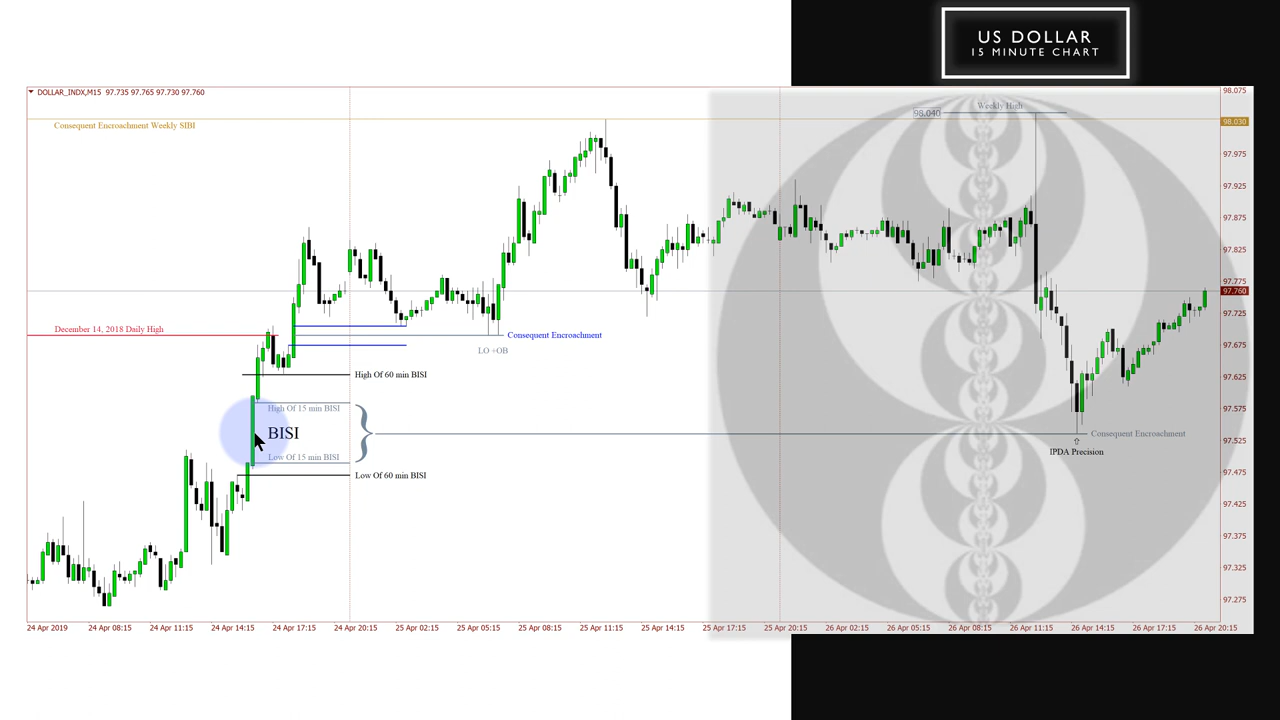 US DOLLAR
15 MINUTE CHART
DOLLAR_INDX,M15 97.735 97.765 97.730 97.760
98.075
Weekly High
98.040
98.030
Consequent Encroachment Weekly SIBI
97.975
97.925
97.875
97.825
97.775
97.760
97.725
December 14, 2018 Daily High
Consequent Encroachment
LO +OB
97.675
High Of 60 min BISI
97.625
High Of 15 min BISI
97.575
BISI
Consequent Encroachment
97.525
IPDA Precision
Low Of 15 min BISI
Low Of 60 min BISI
97.475
97.425
97.375
97.325
97.275
24 Apr 2019 24 Apr 08:15 24 Apr 11:15 24 Apr 14:15 24 Apr 17:15 24 Apr 20:15 25 Apr 02:15 25 Apr 05:15 25 Apr 08:15 25 Apr 11:15 25 Apr 14:15 25 Apr 17:15 25 Apr 20:15 26 Apr 02:15 26 Apr 05:15 26 Apr 08:15 26 Apr 11:15 26 Apr 14:15 26 Apr 17:15 26 Apr 20:15